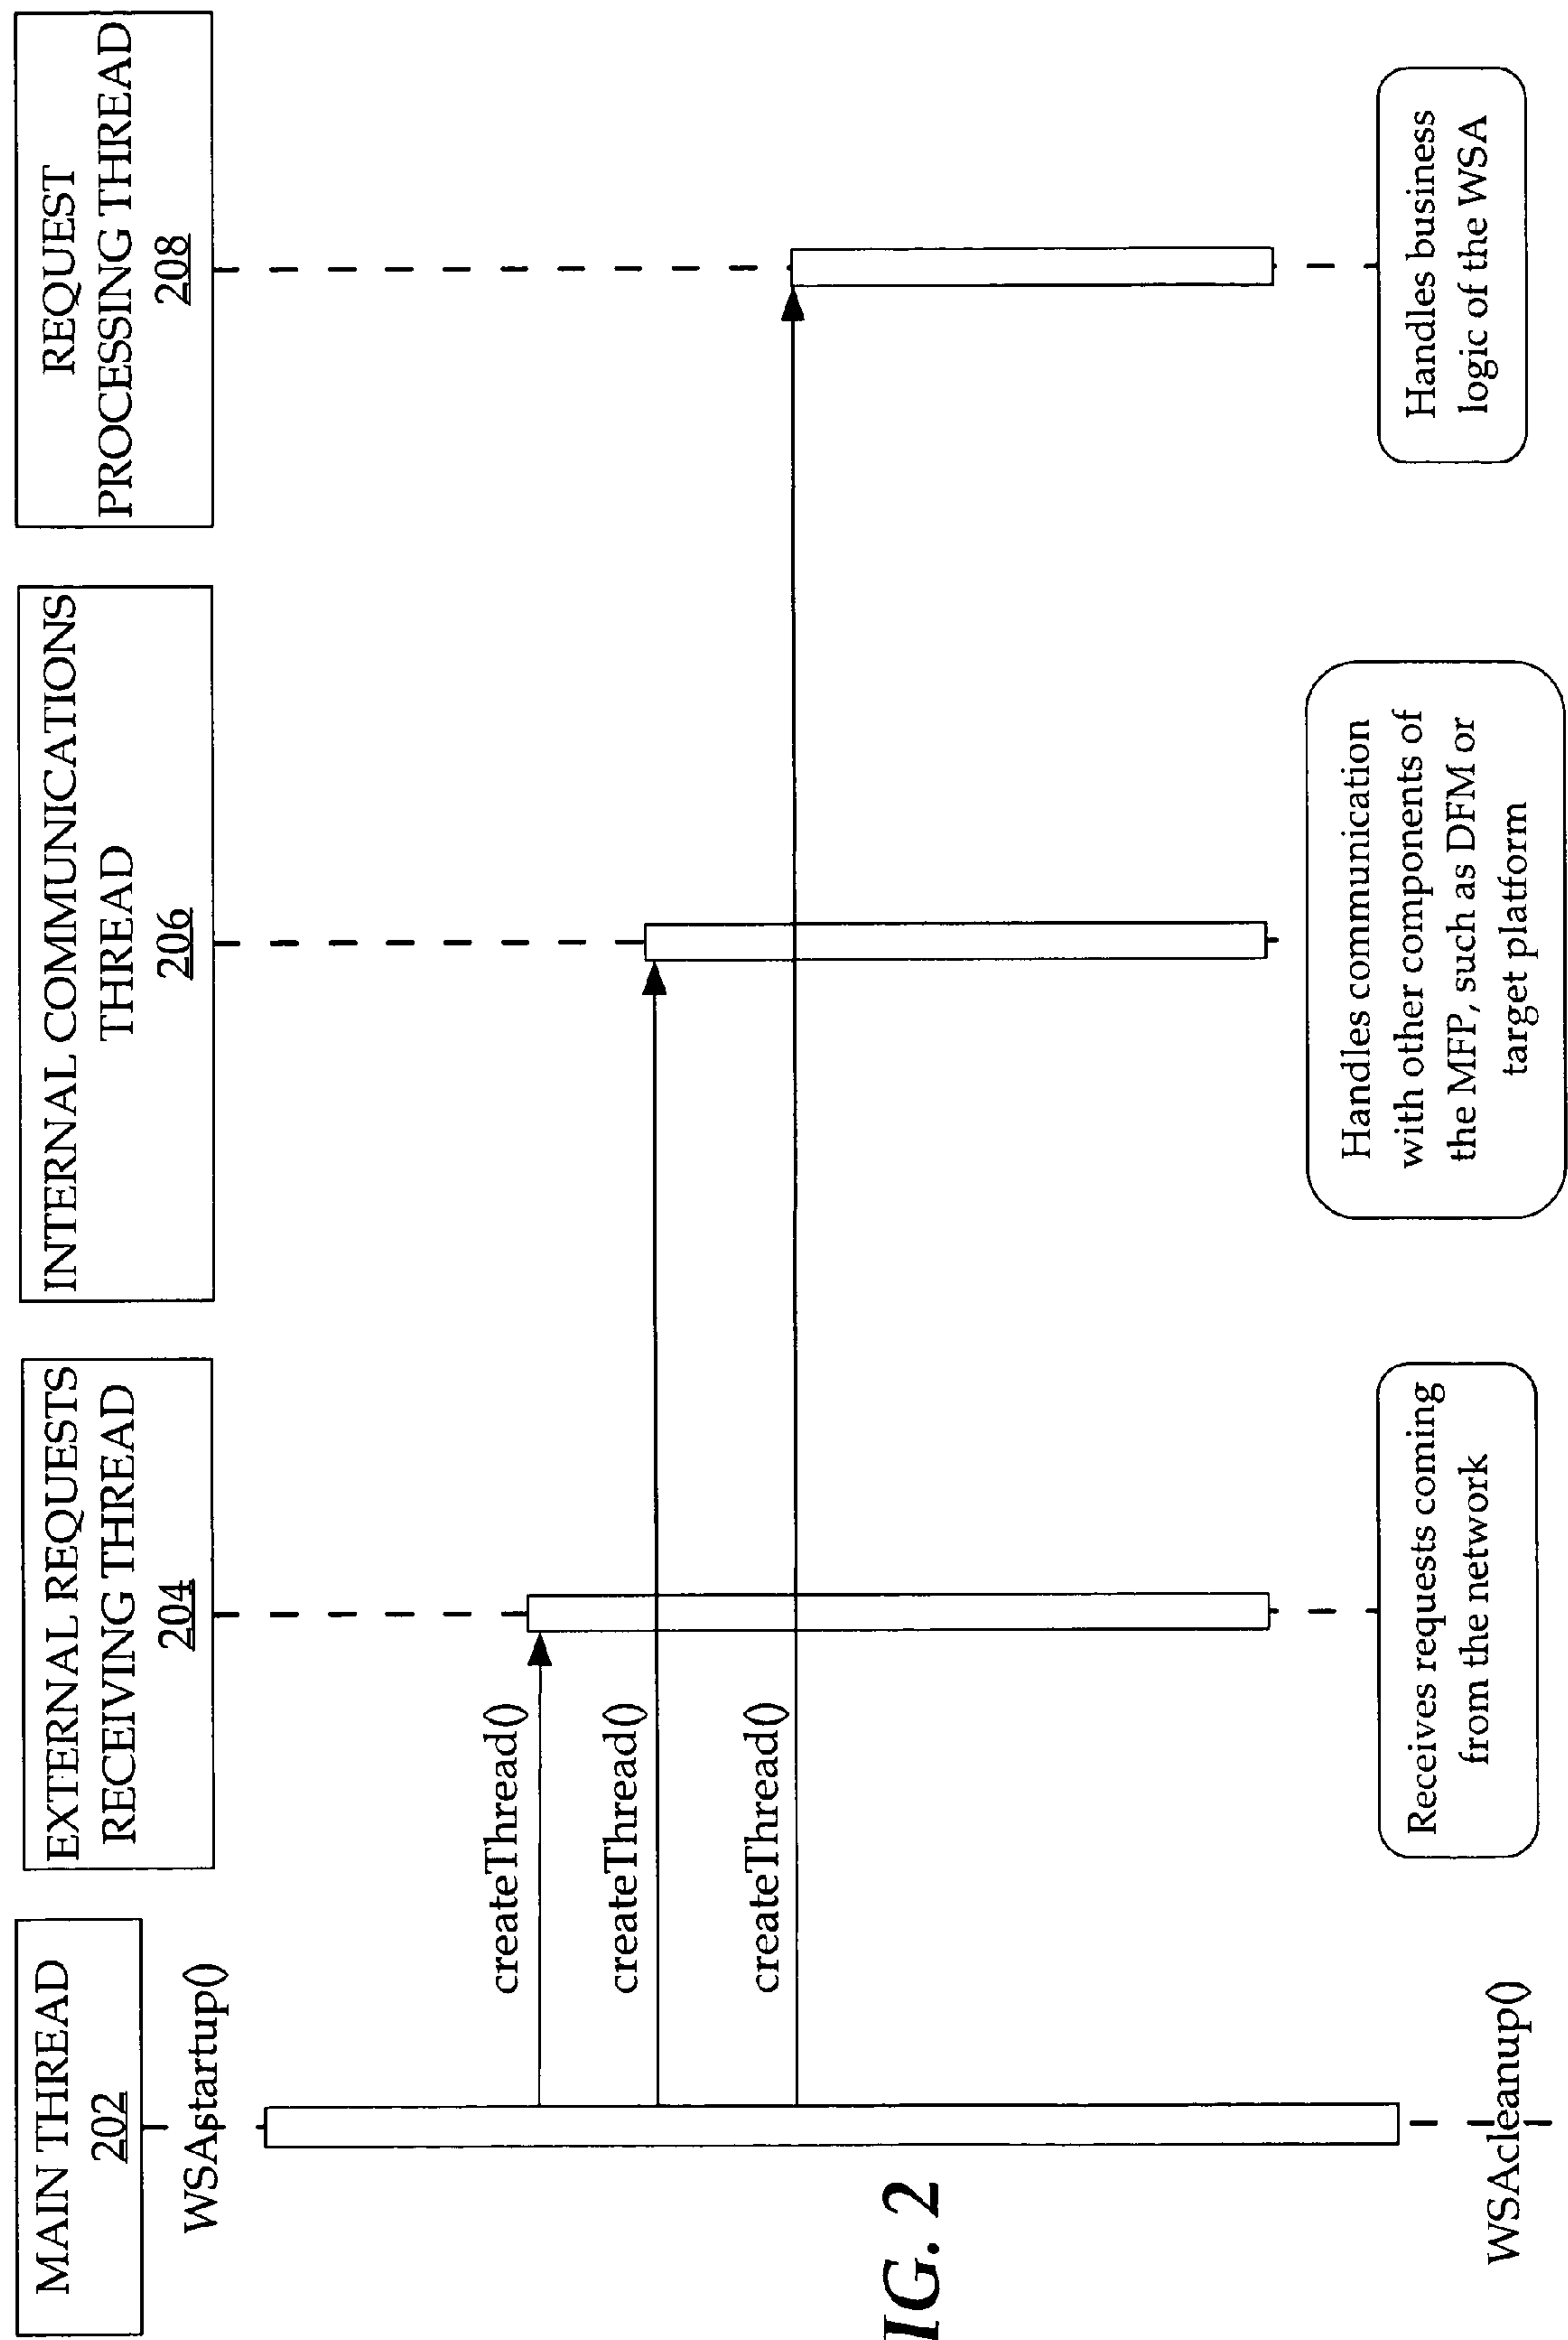 MAIN THREAD
202
EXTERNAL REQUESTS
RECEIVING THREAD
204
INTERNAL COMMUNICATIONS
THREAD
206
REQUEST
PROCESSING THREAD
208
WSAstartup()
createThread()
createThread()
createThread()
WSAcleanup()
Receives requests coming
from the network
Handles communication
with other components of
the MFP, such as DFM or
target platform
Handles business
logic of the WSA
IG. 2